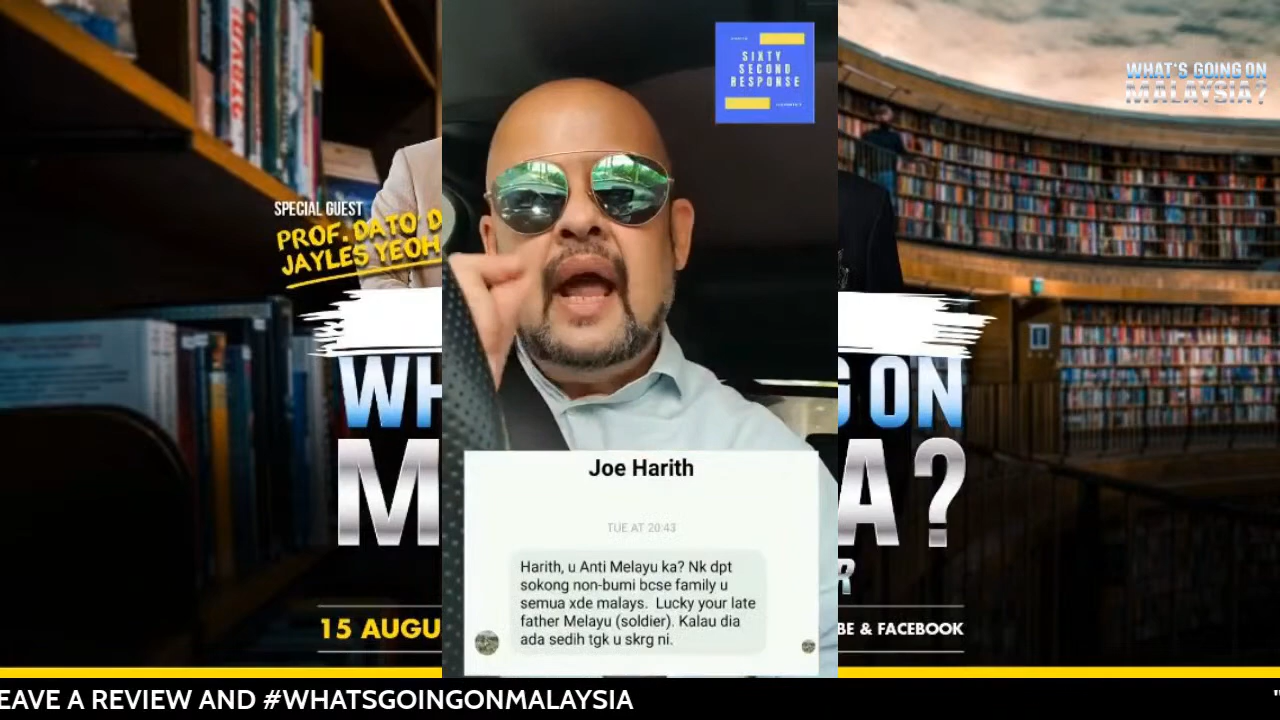 SIXTY
SECOND
RESPONSE
WHAT'S GOING ON
MALAYSIA?
SPECIAL GUEST
PROF. DATO D
JAYLES YEOH
WH
G ON
M
A?
R
15 AUGU
BE & FACEBOOK
Joe Harith
TUE AT 20:43
Harith, u Anti Melayu ka? Nk dpt
sokong non-bumi bcse family u
semua xde malays. Lucky your late
father Melayu (soldier). Kalau dia
ada sedih tgk u skrg ni.
EAVE A REVIEW AND #WHATSGOINGONMALAYSIA
"